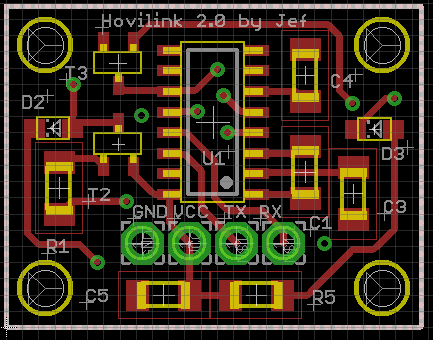 Hovilink 2.0 by Jef
T3
C4
D2
D3
U1
T2
GND VCC TX RX
C1
C3
R1
C5
R5